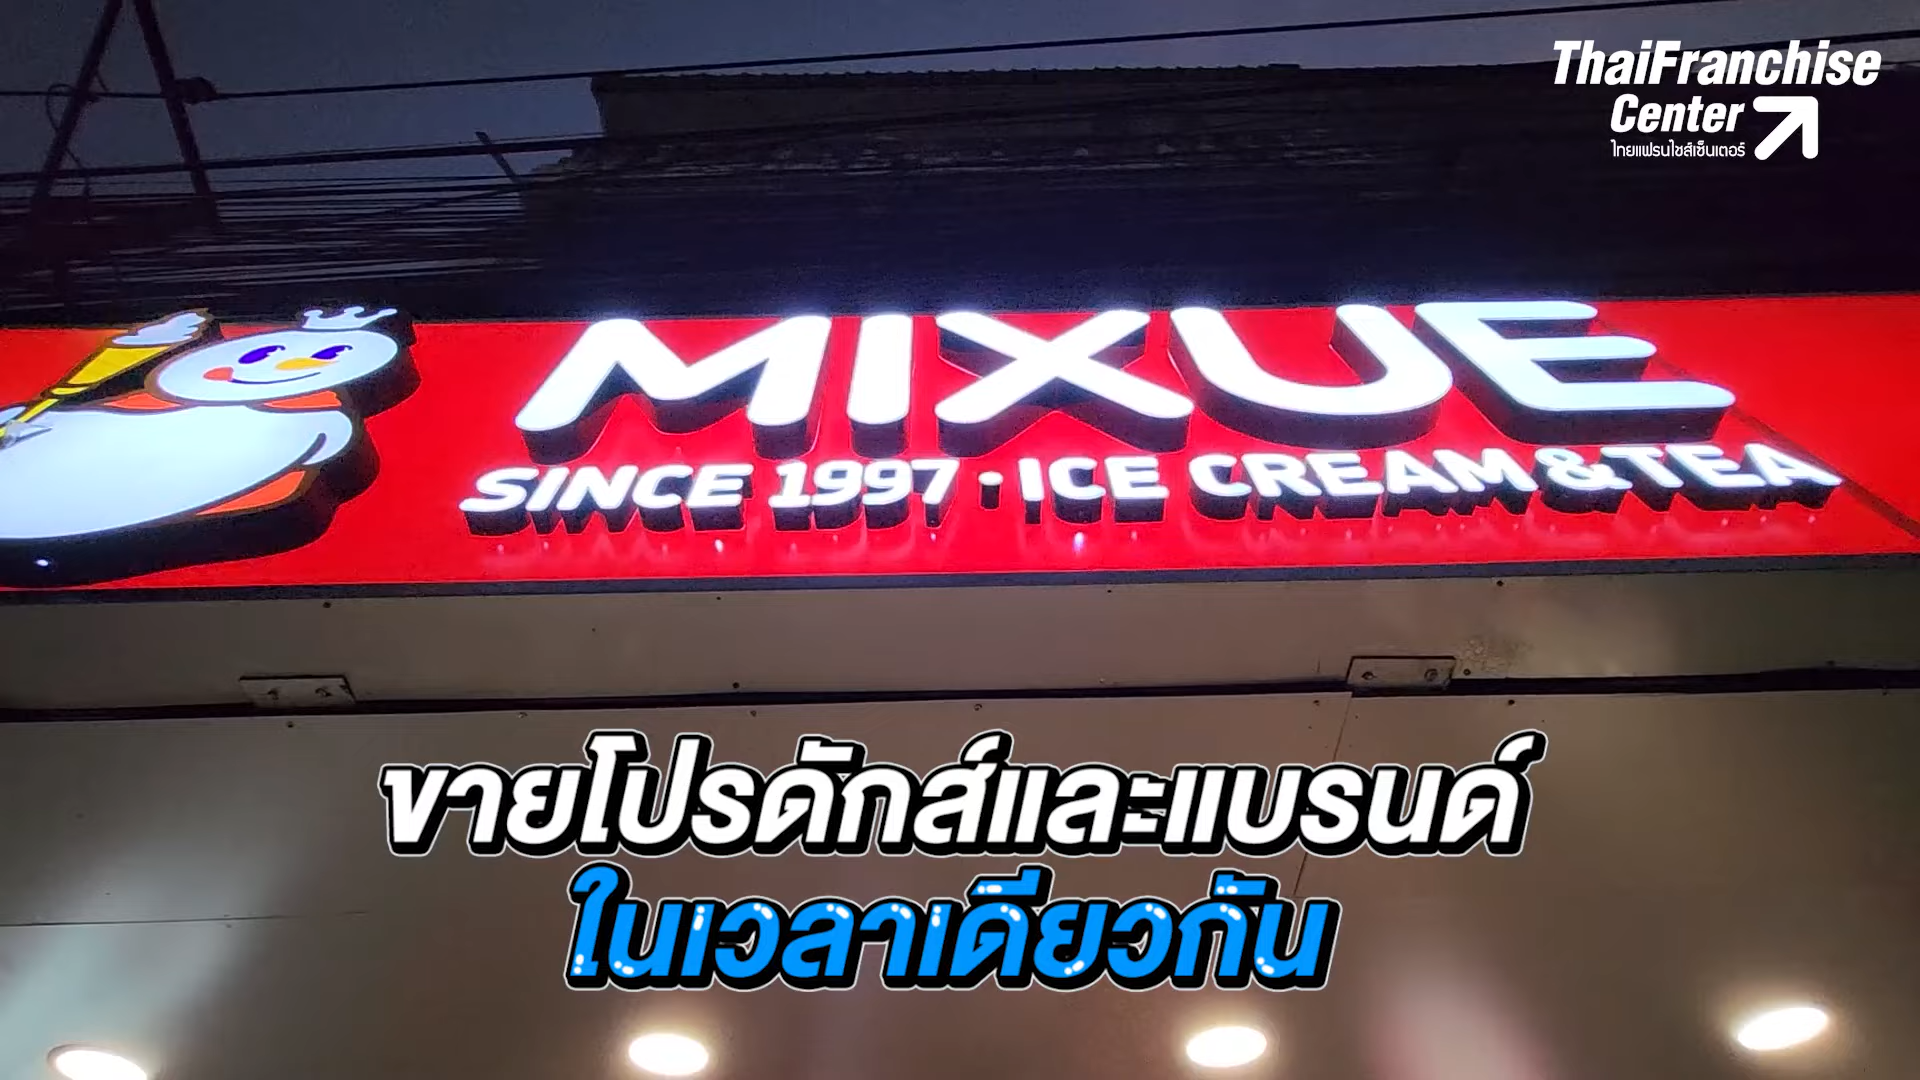 ThaiFranchise
Center
ไทยแฟรนไชส์เซ็นเตอร์
MIXUE
SINCE 1997 · ICE CREAM & TEA
ขายโปรดักส์และแบรนด์
ในเวลาเดียวกัน